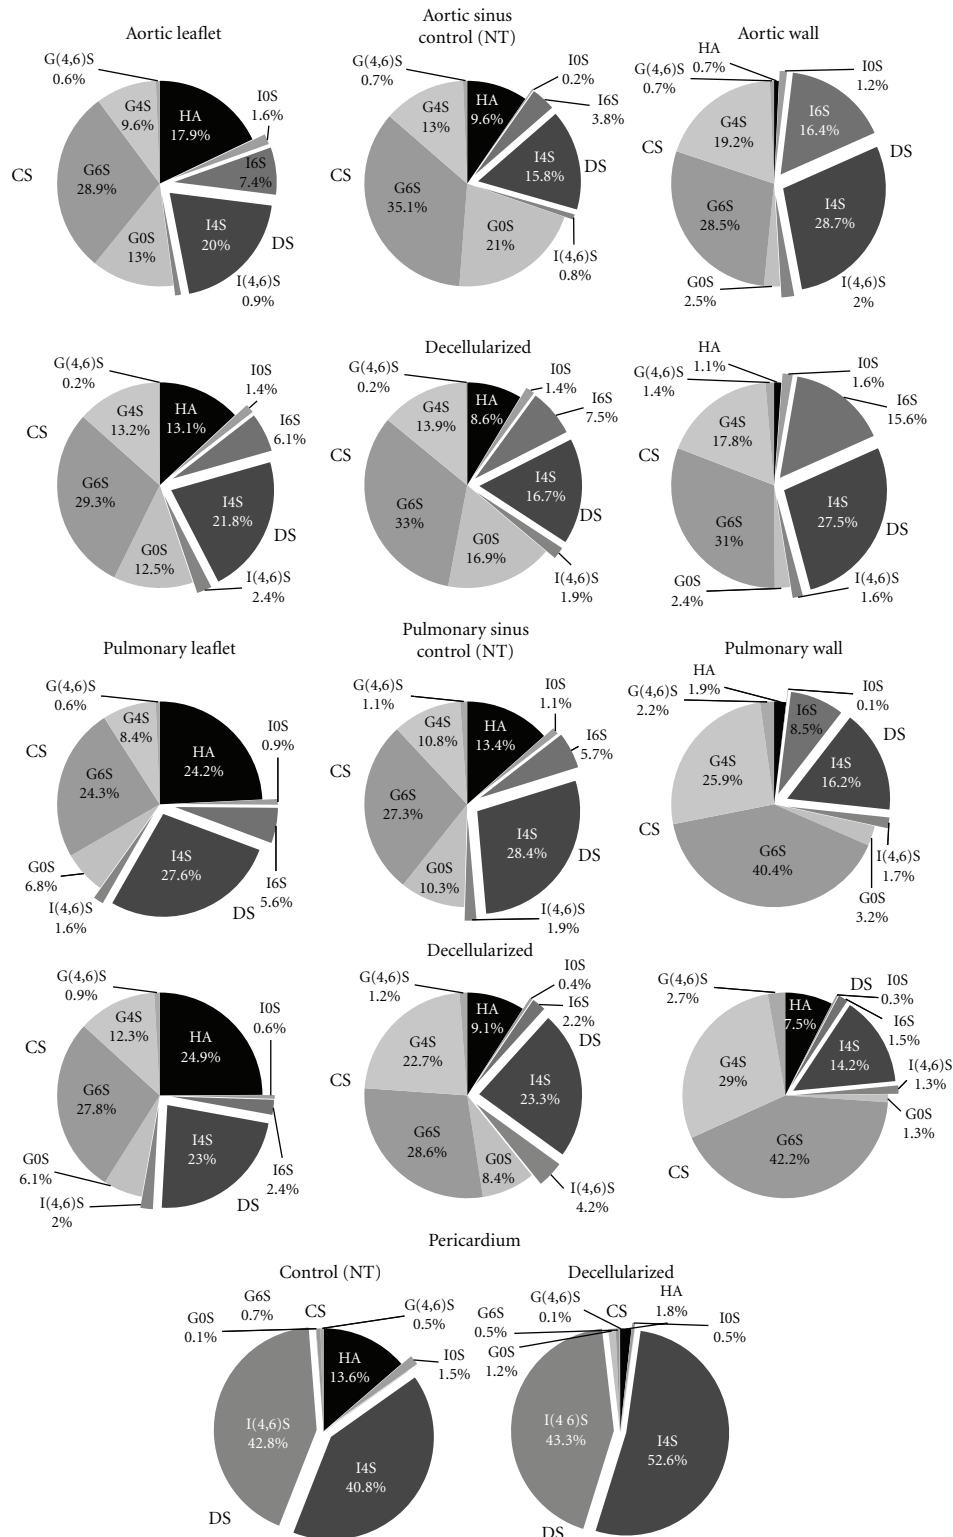 Aortic leaflet
G(4,6)S
0.6%
G4S
9.6%
HA
17.9%
I0S
1.6%
I6S
7.4%
CS
G6S
28.9%
I4S
20%
DS
G0S
13%
I(4,6)S
0.9%
Aortic sinus
control (NT)
G(4,6)S
0.7%
G4S
13%
HA
9.6%
I0S
0.2%
I6S
3.8%
CS
G6S
35.1%
I4S
15.8%
DS
G0S
21%
I(4,6)S
0.8%
Aortic wall
HA
0.7%
G(4,6)S
0.7%
I0S
1.2%
I6S
16.4%
G4S
19.2%
CS
DS
G6S
28.5%
I4S
28.7%
G0S
2.5%
I(4,6)S
2%
Decellularized
G(4,6)S
0.2%
G4S
13.2%
HA
13.1%
I0S
1.4%
I6S
6.1%
CS
G6S
29.3%
I4S
21.8%
DS
G0S
12.5%
I(4,6)S
2.4%
G(4,6)S
0.2%
G4S
13.9%
HA
8.6%
I0S
1.4%
I6S
7.5%
CS
G6S
33%
I4S
16.7%
DS
G0S
16.9%
I(4,6)S
1.9%
HA
1.1%
G(4,6)S
1.4%
I0S
1.6%
I6S
15.6%
G4S
17.8%
CS
G6S
31%
I4S
27.5%
DS
G0S
2.4%
I(4,6)S
1.6%
Pulmonary leaflet
G(4,6)S
0.6%
G4S
8.4%
HA
24.2%
I0S
0.9%
CS
G6S
24.3%
I4S
27.6%
G0S
6.8%
I6S
5.6%
I(4,6)S
1.6%
DS
Pulmonary sinus
control (NT)
G(4,6)S
1.1%
G4S
10.8%
HA
13.4%
I0S
1.1%
I6S
5.7%
CS
G6S
27.3%
I4S
28.4%
DS
G0S
10.3%
I(4,6)S
1.9%
Pulmonary wall
HA
1.9%
G(4,6)S
2.2%
I0S
0.1%
I6S
8.5%
DS
G4S
25.9%
I4S
16.2%
CS
G6S
40.4%
I(4,6)S
1.7%
G0S
3.2%
Decellularized
G(4,6)S
0.9%
G4S
12.3%
HA
24.9%
I0S
0.6%
CS
G6S
27.8%
I4S
23%
G0S
6.1%
I6S
2.4%
I(4,6)S
2%
DS
G(4,6)S
1.2%
HA
9.1%
I0S
0.4%
I6S
2.2%
DS
G4S
22.7%
CS
I4S
23.3%
G6S
28.6%
G0S
8.4%
I(4,6)S
4.2%
G(4,6)S
2.7%
HA
7.5%
DS
I0S
0.3%
I6S
1.5%
G4S
29%
I4S
14.2%
I(4,6)S
1.3%
G0S
1.3%
G6S
42.2%
CS
Pericardium
Control (NT)
G6S
0.7%
CS
G(4,6)S
0.5%
G0S
0.1%
HA
13.6%
I0S
1.5%
I(4,6)S
42.8%
I4S
40.8%
DS
Decellularized
G(4,6)S
0.1%
CS
HA
1.8%
G6S
0.5%
I0S
0.5%
G0S
1.2%
I(4 6)S
43.3%
I4S
52.6%
DS